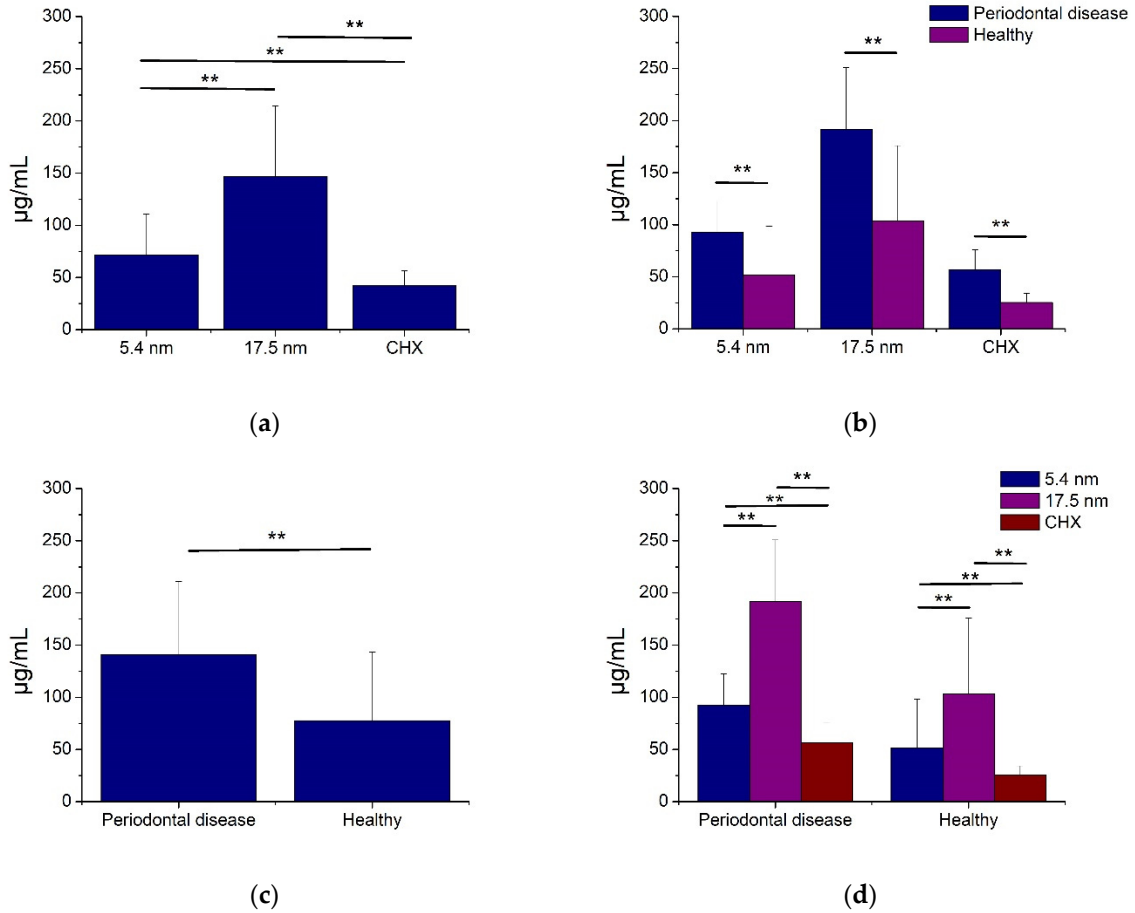 300
250
200
150
100
50
0
µg/mL
**
**
**
5.4 nm
17.5 nm
CHX
(a)
300
250
200
150
100
50
0
µg/mL
Periodontal disease
Healthy
**
**
**
5.4 nm
17.5 nm
CHX
(b)
300
250
200
150
100
50
0
µg/mL
**
Periodontal disease
Healthy
(c)
300
250
200
150
100
50
0
µg/mL
5.4 nm
17.5 nm
CHX
**
**
**
**
**
**
Periodontal disease
Healthy
(d)